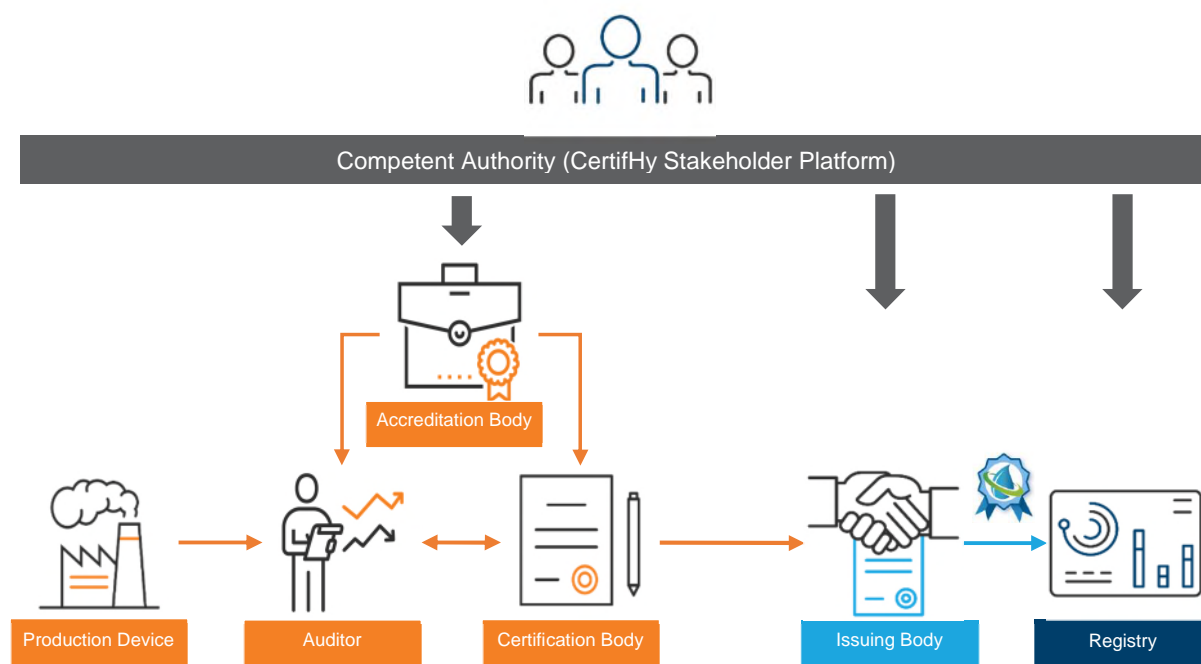 Competent Authority (CertifHy Stakeholder Platform)
Accreditation Body
Production Device
Auditor
Certification Body
Issuing Body
Registry